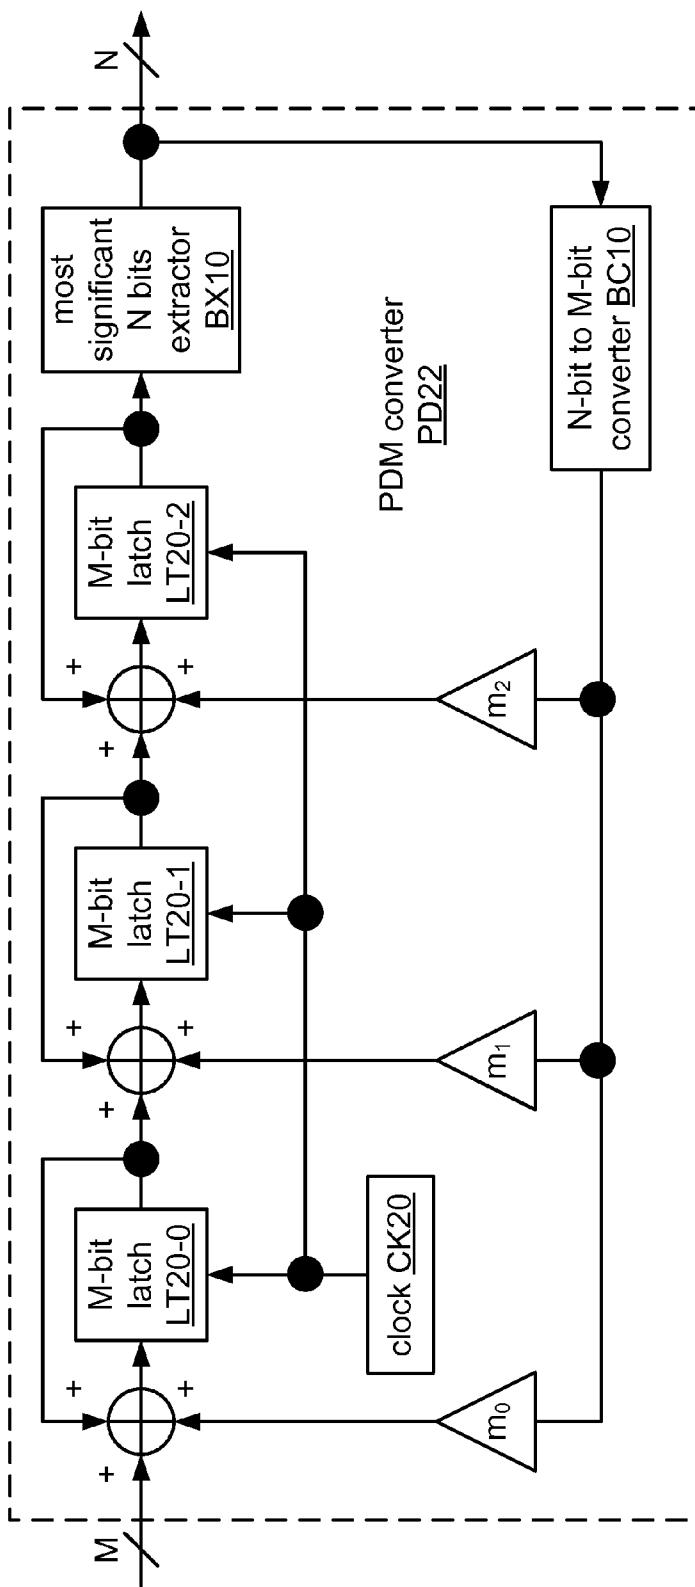 M
+
+
+
M-bit
latch
LT20-0
+
+
+
M-bit
latch
LT20-1
+
+
+
M-bit
latch
LT20-2
most
significant
N bits
extractor
BX10
N
clock CK20
PDM converter
PD22
m0
m1
m2
N-bit to M-bit
converter BC10